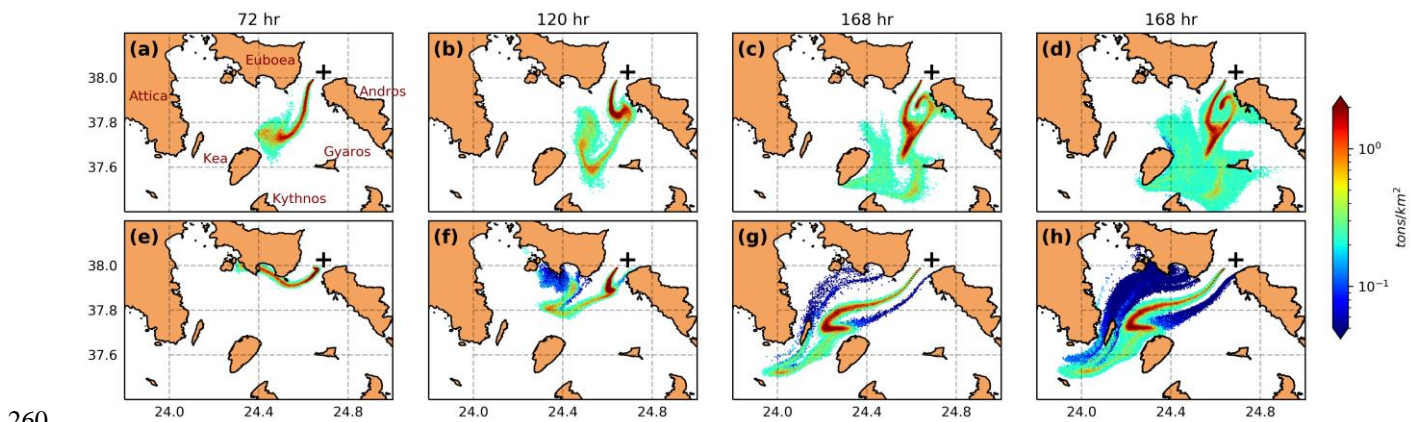 72 hr 120 hr 168 hr 168 hr
(a) (b) (c) (d)
Euboea
38.0
Attica Andros
37.8
Gyaros
Kea
37.6
Kythnos
(e) (f) (g) (h)
38.0
37.8
37.6
24.0 24.4 24.8 24.0 24.4 24.8 24.0 24.4 24.8 24.0 24.4 24.8
10⁰
10⁻¹
tons/km²
260